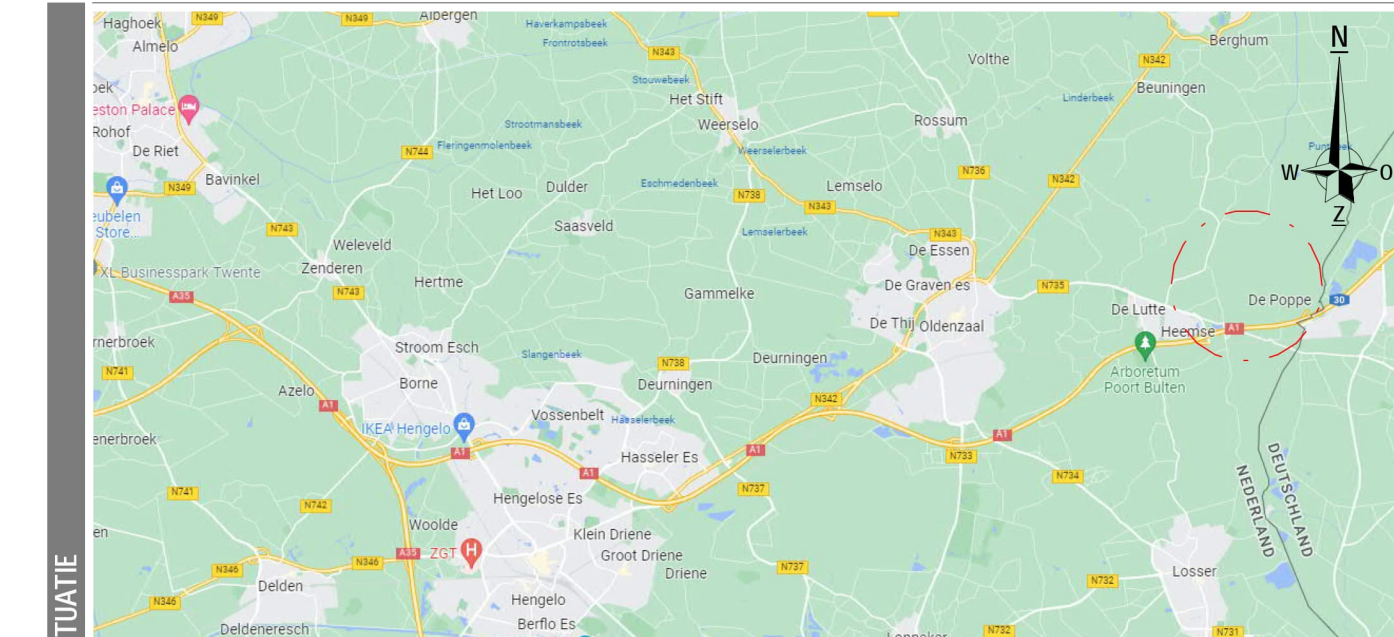 Haghoek
N349
N349
Albergen
Haverkampsbeek
Frontrotsbeek
N343
Volthe
N342
Berghum
N
Almelo
Stouwebeek
Het Stift
Linderbeek
Beuningen
eston Palace
Rohof
Strootmansbeek
Weerselo
Rossum
De Riet
N744
Fleringenmolenbeek
Weerselerbeek
W
O
Z
N349
Bavinkel
Het Loo
Dulder
Eschmedenbeek
N738
Lemselo
N736
N342
eubelen
Store...
N743
Saasveld
Lemselerbeek
N343
N343
De Essen
Weleveld
Zenderen
XL Businesspark Twente
A35
N743
Hertme
Gammelke
De Graven es
N735
De Poppe
30
De Lutte
Heemse
A1
De Thij
Oldenzaal
rnerbroek
Stroom Esch
Slangenbeek
N738
Deurningen
Deurningen
Arboretum
Poort Bulten
N741
Azelo
Borne
A1
N342
Vossenbelt
Hasselerbeek
IKEA Hengelo
A1
enerbroek
A1
A1
A1
N733
Hasseler Es
N734
N737
N741
N742
Hengelose Es
DEUTSCHLAND
NEDERLAND
en
Woolde
Klein Driene
Groot Driene
Driene
A35
ZGT
H
N346
N346
N737
Losser
N732
Delden
N346
Hengelo
Berflo Es
Deldeneresch
Lonneker
N732
N731
TUATIE